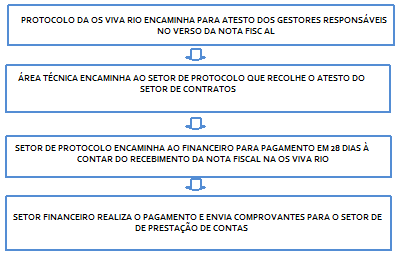 PROTOCOLO DA OS VIVA RIO ENCAMINHA PARA ATESTO DOS GESTORES RESPONSÁVEIS
NO VERSO DA NOTA FISCAL
ÁREA TÉCNICA ENCAMINHA AO SETOR DE PROTOCOLO QUE RECOLHE O ATESTO DO
SETOR DE CONTRATOS
SETOR DE PROTOCOLO ENCAMINHA AO FINANCEIRO PARA PAGAMENTO EM 28 DIAS À
CONTAR DO RECEBIMENTO DA NOTA FISCAL NA OS VIVA RIO
SETOR FINANCEIRO REALIZA O PAGAMENTO E ENVIA COMPROVANTES PARA O SETOR DE
DE PRESTAÇÃO DE CONTAS